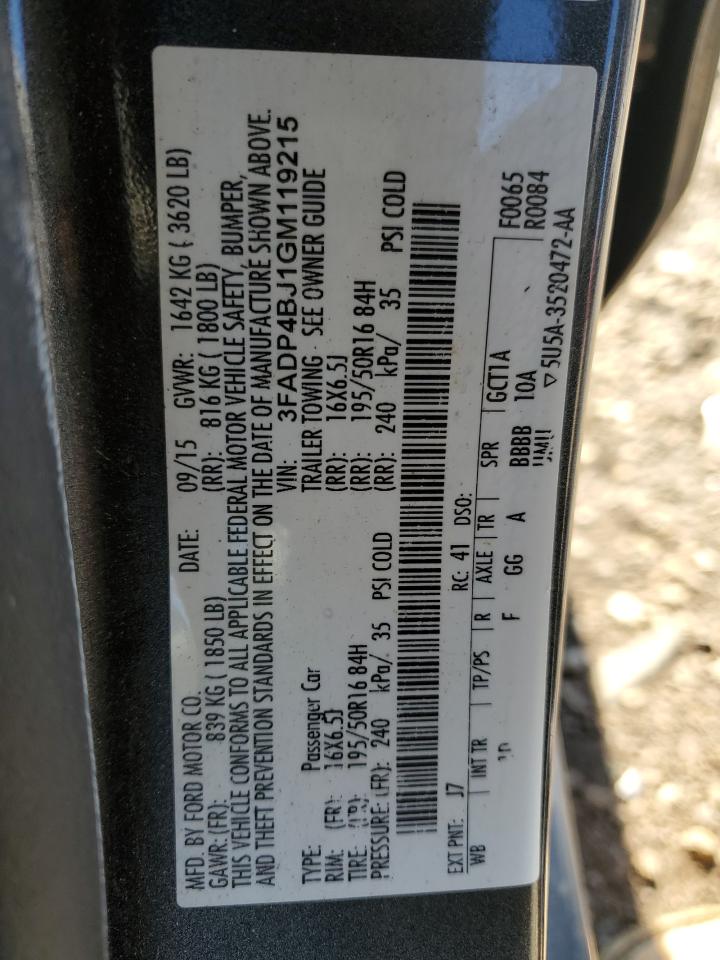 MFD. BY FORD MOTOR CO. DATE: 09/15 GVWR: 1642 KG ( 3620 LB)
GAWR: (FR): 839 KG ( 1850 LB) (RR): 816 KG ( 1800 LB)
THIS VEHICLE CONFORMS TO ALL APPLICABLE FEDERAL MOTOR VEHICLE SAFETY, BUMPER,
AND THEFT PREVENTION STANDARDS IN EFFECT ON THE DATE OF MANUFACTURE SHOWN ABOVE.
VIN: 3FADP4BJ1GM119215
TYPE: Passenger Car TRAILER TOWING - SEE OWNER GUIDE
RIM: (FR): 16X6.5J (RR): 16X6.5J
TIRE: (FR): 195/50R16 84H (RR): 195/50R16 84H
PRESSURE: (FR): 240 kPa/ 35 PSI COLD (RR): 240 kPa/ 35 PSI COLD
EXT PNT: J7 RC: 41 DSO: F0065
WB INT TR TP/PS R AXLE TR SPR GCT1A R0084
F GG A BBBB 10A
5U5A-3520472-AA